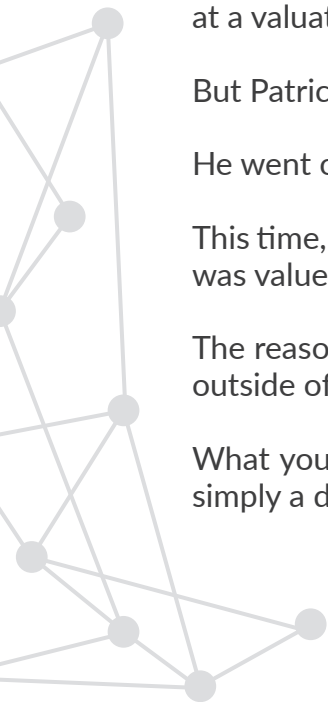 at a valuat
But Patric
He went
This time,
was value
The reaso
outside of
What you
simply a d